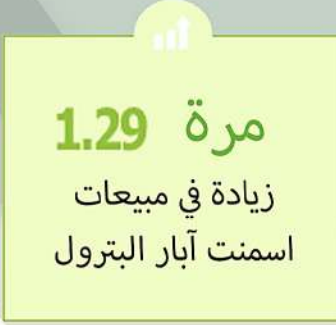 1.29 مرة
زيادة في مبيعات
اسمنت آبار البترول